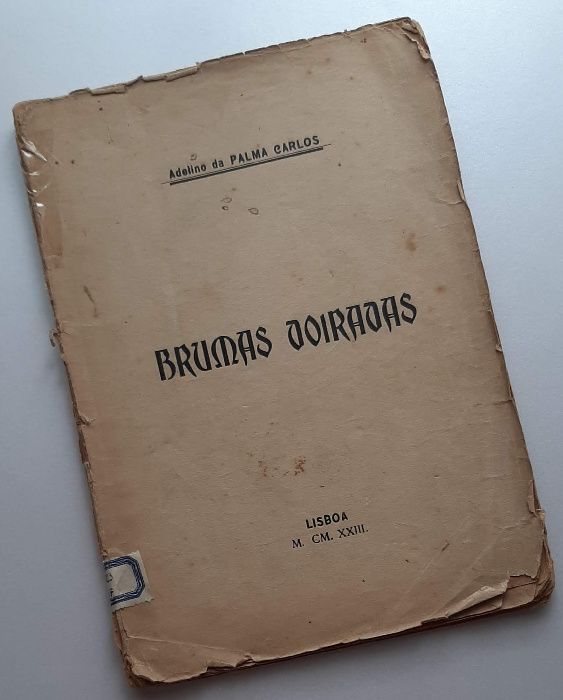 Adelino da PALMA CARLOS
BRUMAS DOIRADAS
LISBOA
M. CM. XXIII.